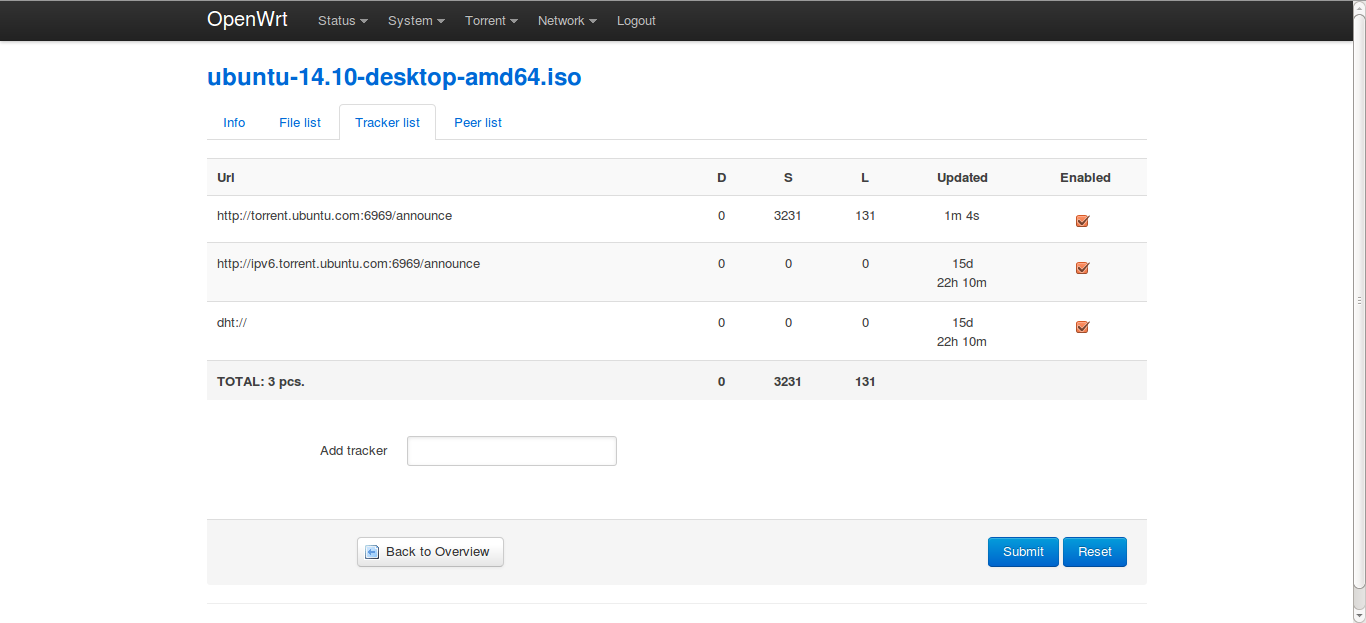 OpenWrt Status System Torrent Network Logout
ubuntu-14.10-desktop-amd64.iso
Info File list Tracker list Peer list
Url D S L Updated Enabled
http://torrent.ubuntu.com:6969/announce 0 3231 131 1m 4s
http://ipv6.torrent.ubuntu.com:6969/announce 0 0 0 15d
22h 10m
dht:// 0 0 0 15d
22h 10m
TOTAL: 3 pcs. 0 3231 131
Add tracker
Back to Overview Submit Reset